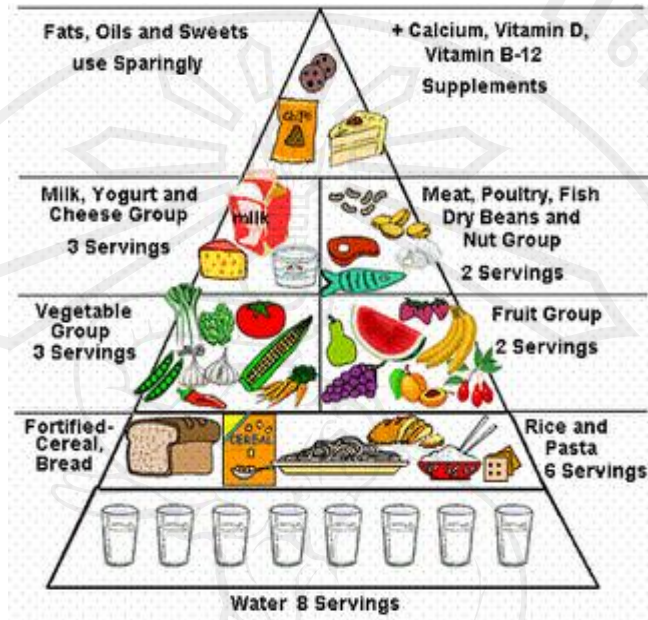 Fats, Oils and Sweets
use Sparingly
+ Calcium, Vitamin D,
Vitamin B-12
Supplements
Chips
Milk, Yogurt and
Cheese Group
3 Servings
milk
Meat, Poultry, Fish
Dry Beans and
Nut Group
2 Servings
Vegetable
Group
3 Servings
Fruit Group
2 Servings
Fortified-
Cereal,
Bread
CEREAL
Rice and
Pasta
6 Servings
Water 8 Servings